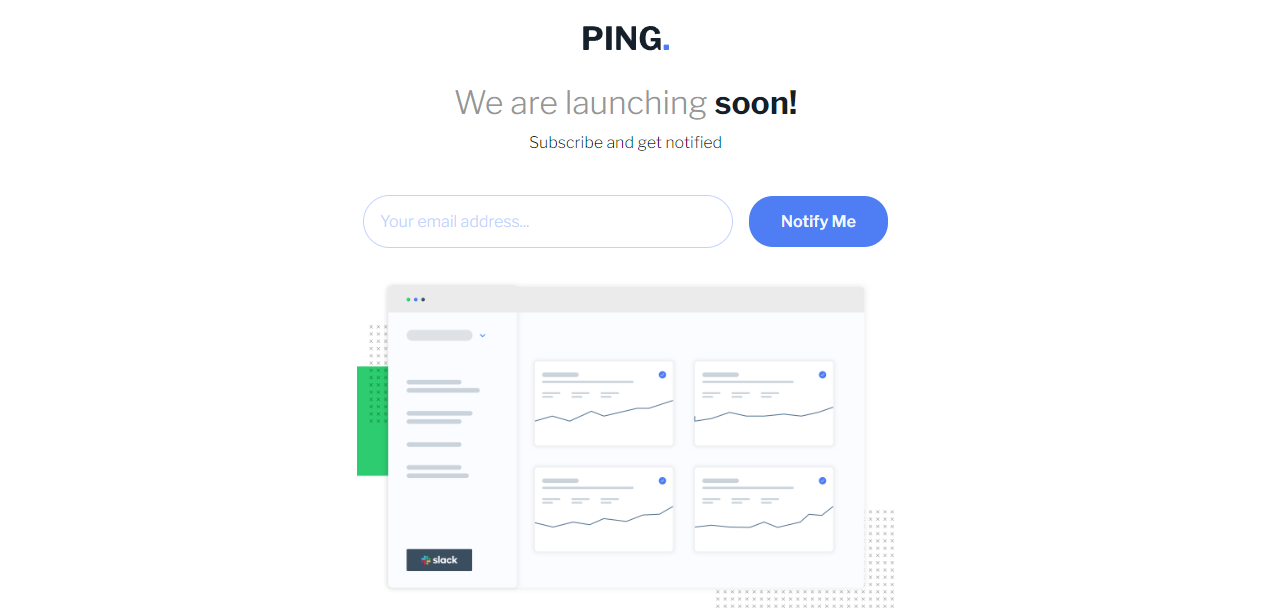 PING.
We are launching soon!
Subscribe and get notified
Your email address...
Notify Me
slack